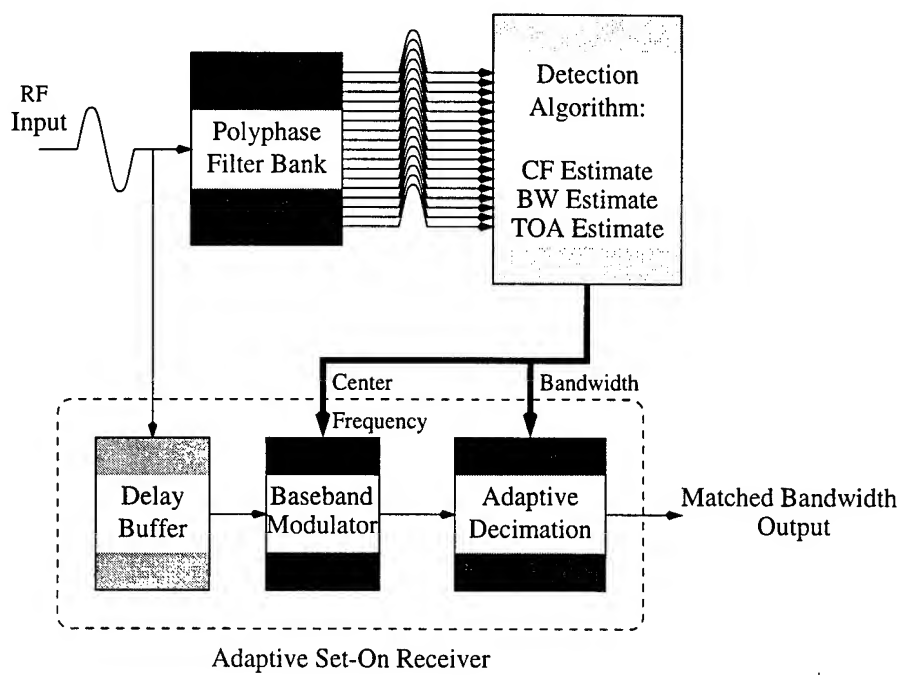 RF
Input
Polyphase
Filter Bank
Detection
Algorithm:
CF Estimate
BW Estimate
TOA Estimate
Center
Frequency
Bandwidth
Delay
Buffer
Baseband
Modulator
Adaptive
Decimation
Matched Bandwidth
Output
Adaptive Set-On Receiver